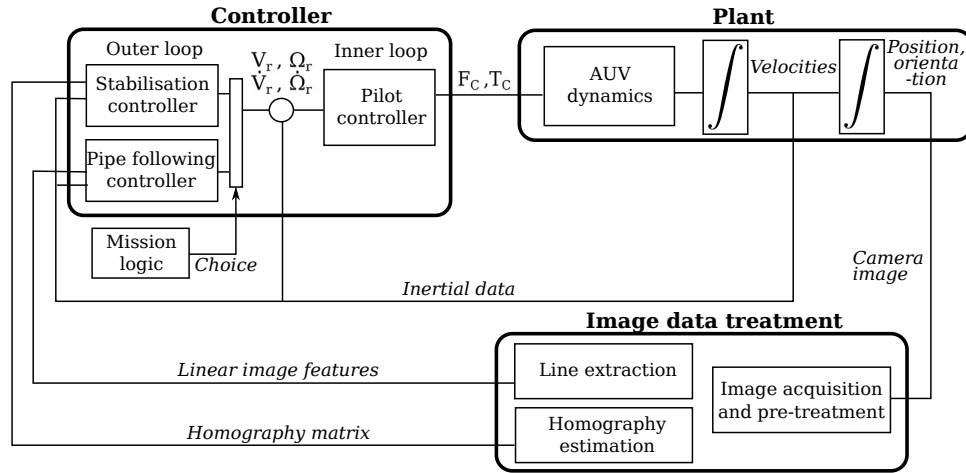 Controller
Plant
Outer loop
Inner loop
Stabilisation
controller
V_r , Ω_r
V̇_r , Ω̇_r
Pilot
controller
F_C ,T_C
AUV
dynamics
∫
Velocities
∫
Position,
orienta
-tion
Pipe following
controller
Mission
logic
Choice
Inertial data
Camera
image
Image data treatment
Line extraction
Linear image features
Image acquisition
and pre-treatment
Homography
estimation
Homography matrix